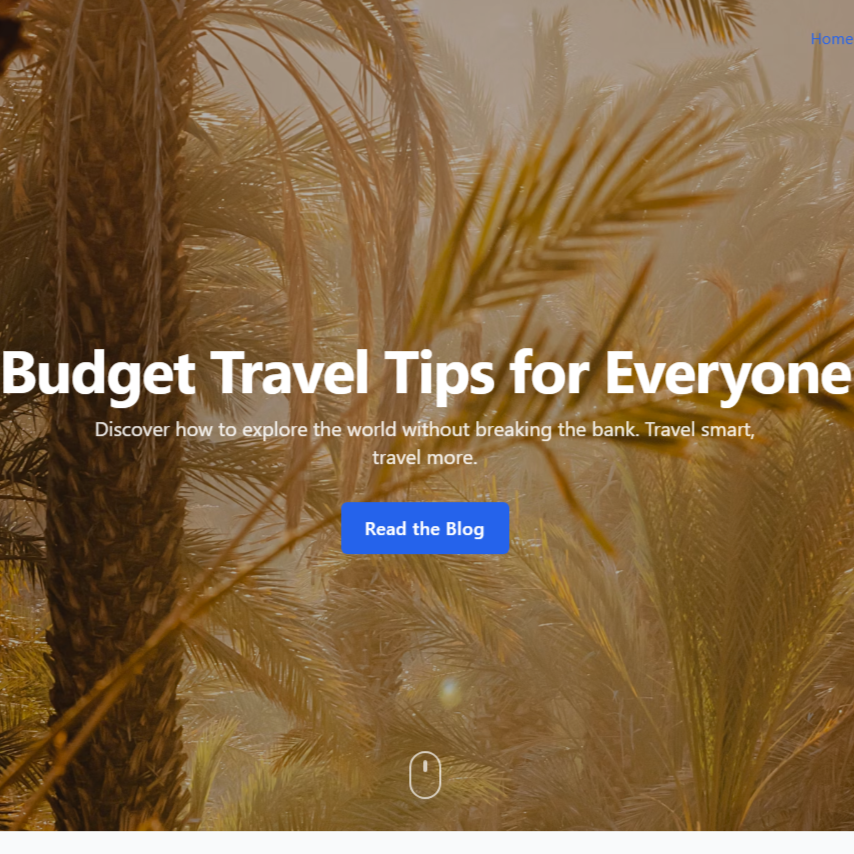 Home
Budget Travel Tips for Everyone
Discover how to explore the world without breaking the bank. Travel smart,
travel more.
Read the Blog